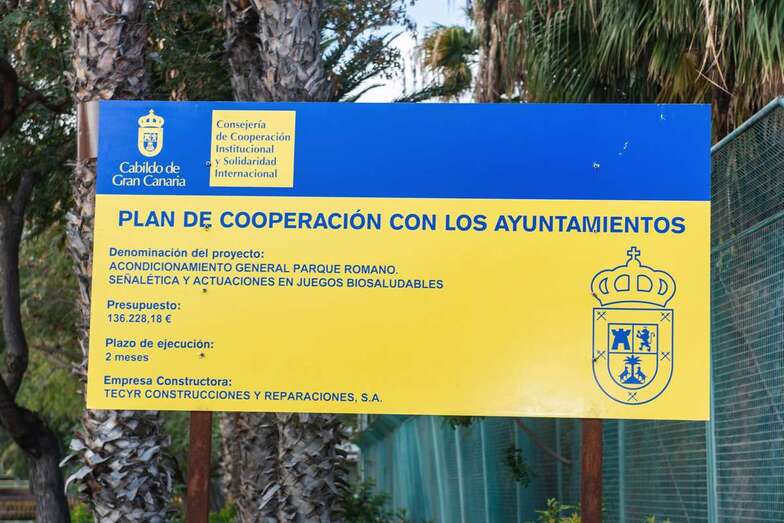 Cabildo de
Gran Canaria
Consejería
de Cooperación
Institucional
y Solidaridad
Internacional
PLAN DE COOPERACIÓN CON LOS AYUNTAMIENTOS
Denominación del proyecto:
ACONDICIONAMIENTO GENERAL PARQUE ROMANO.
SEÑALÉTICA Y ACTUACIONES EN JUEGOS BIOSALUDABLES
Presupuesto:
136.228,18 €
Plazo de ejecución:
2 meses
Empresa Constructora:
TECYR CONSTRUCCIONES Y REPARACIONES, S.A.